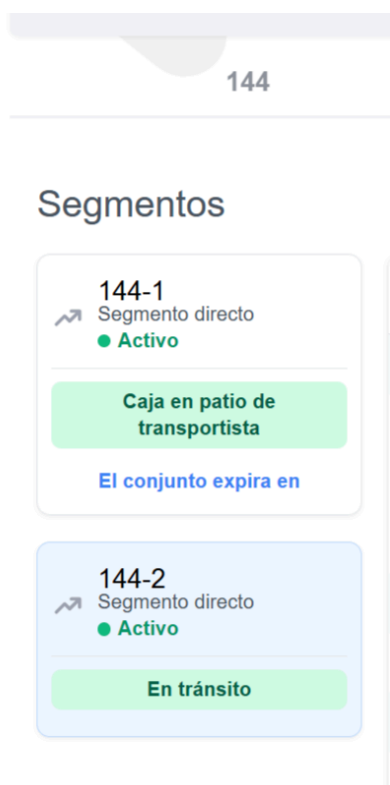 144
Segmentos
144-1
Segmento directo
Activo
Caja en patio de
transportista
El conjunto expira en
144-2
Segmento directo
Activo
En tránsito